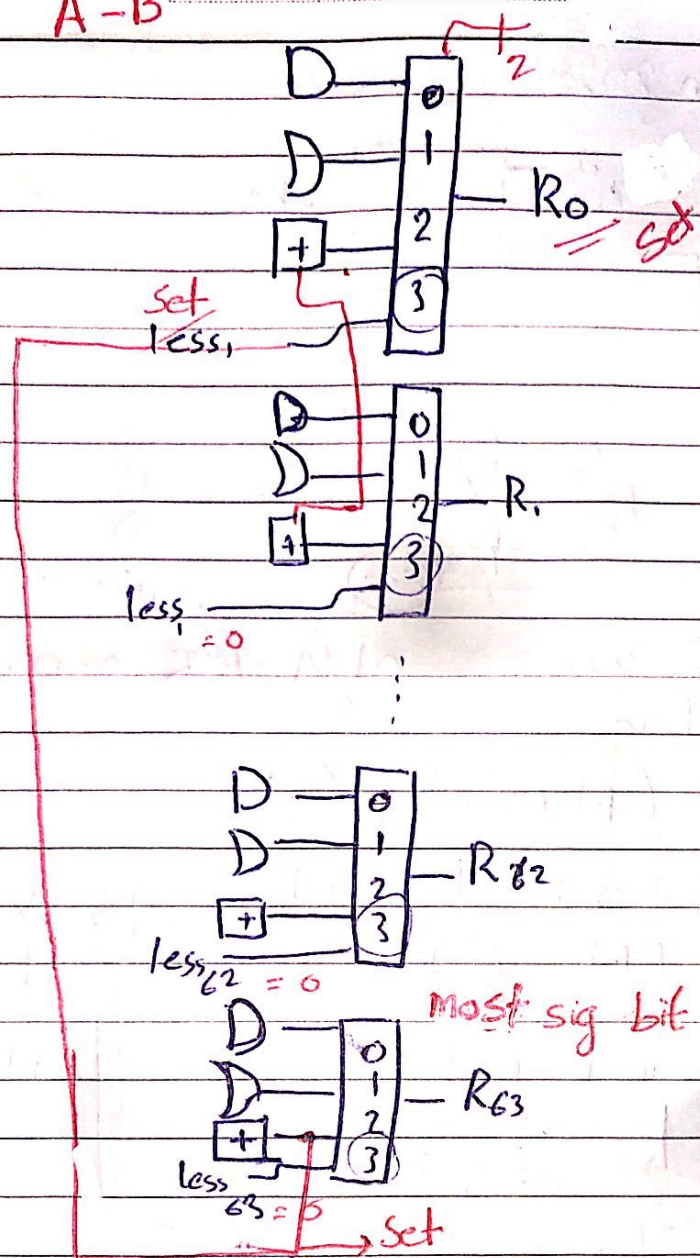 A-B
2
0
1
2
3
+
R0
set
set
less1
0
1
2
3
+
R1
less1
= 0
0
1
2
3
+
R62
less62 = 0
most sig bit
0
1
2
3
+
R63
less
63 = 0
set